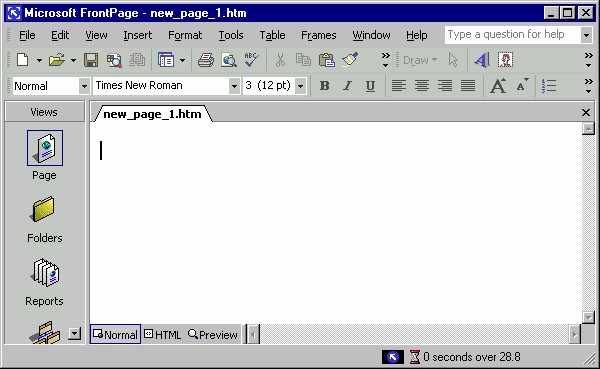 Microsoft FrontPage - new_page_1.htm
File Edit View Insert Format Tools Table Frames Window Help Type a question for help
ABC Draw
Normal Times New Roman 3 (12 pt) B I U A A
Views new_page_1.htm
Page
Folders
Reports
Normal HTML Preview
0 seconds over 28.8